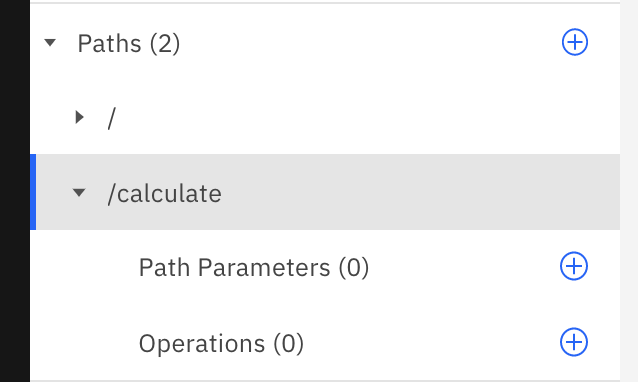 Paths (2)
/
/calculate
Path Parameters (0)
Operations (0)